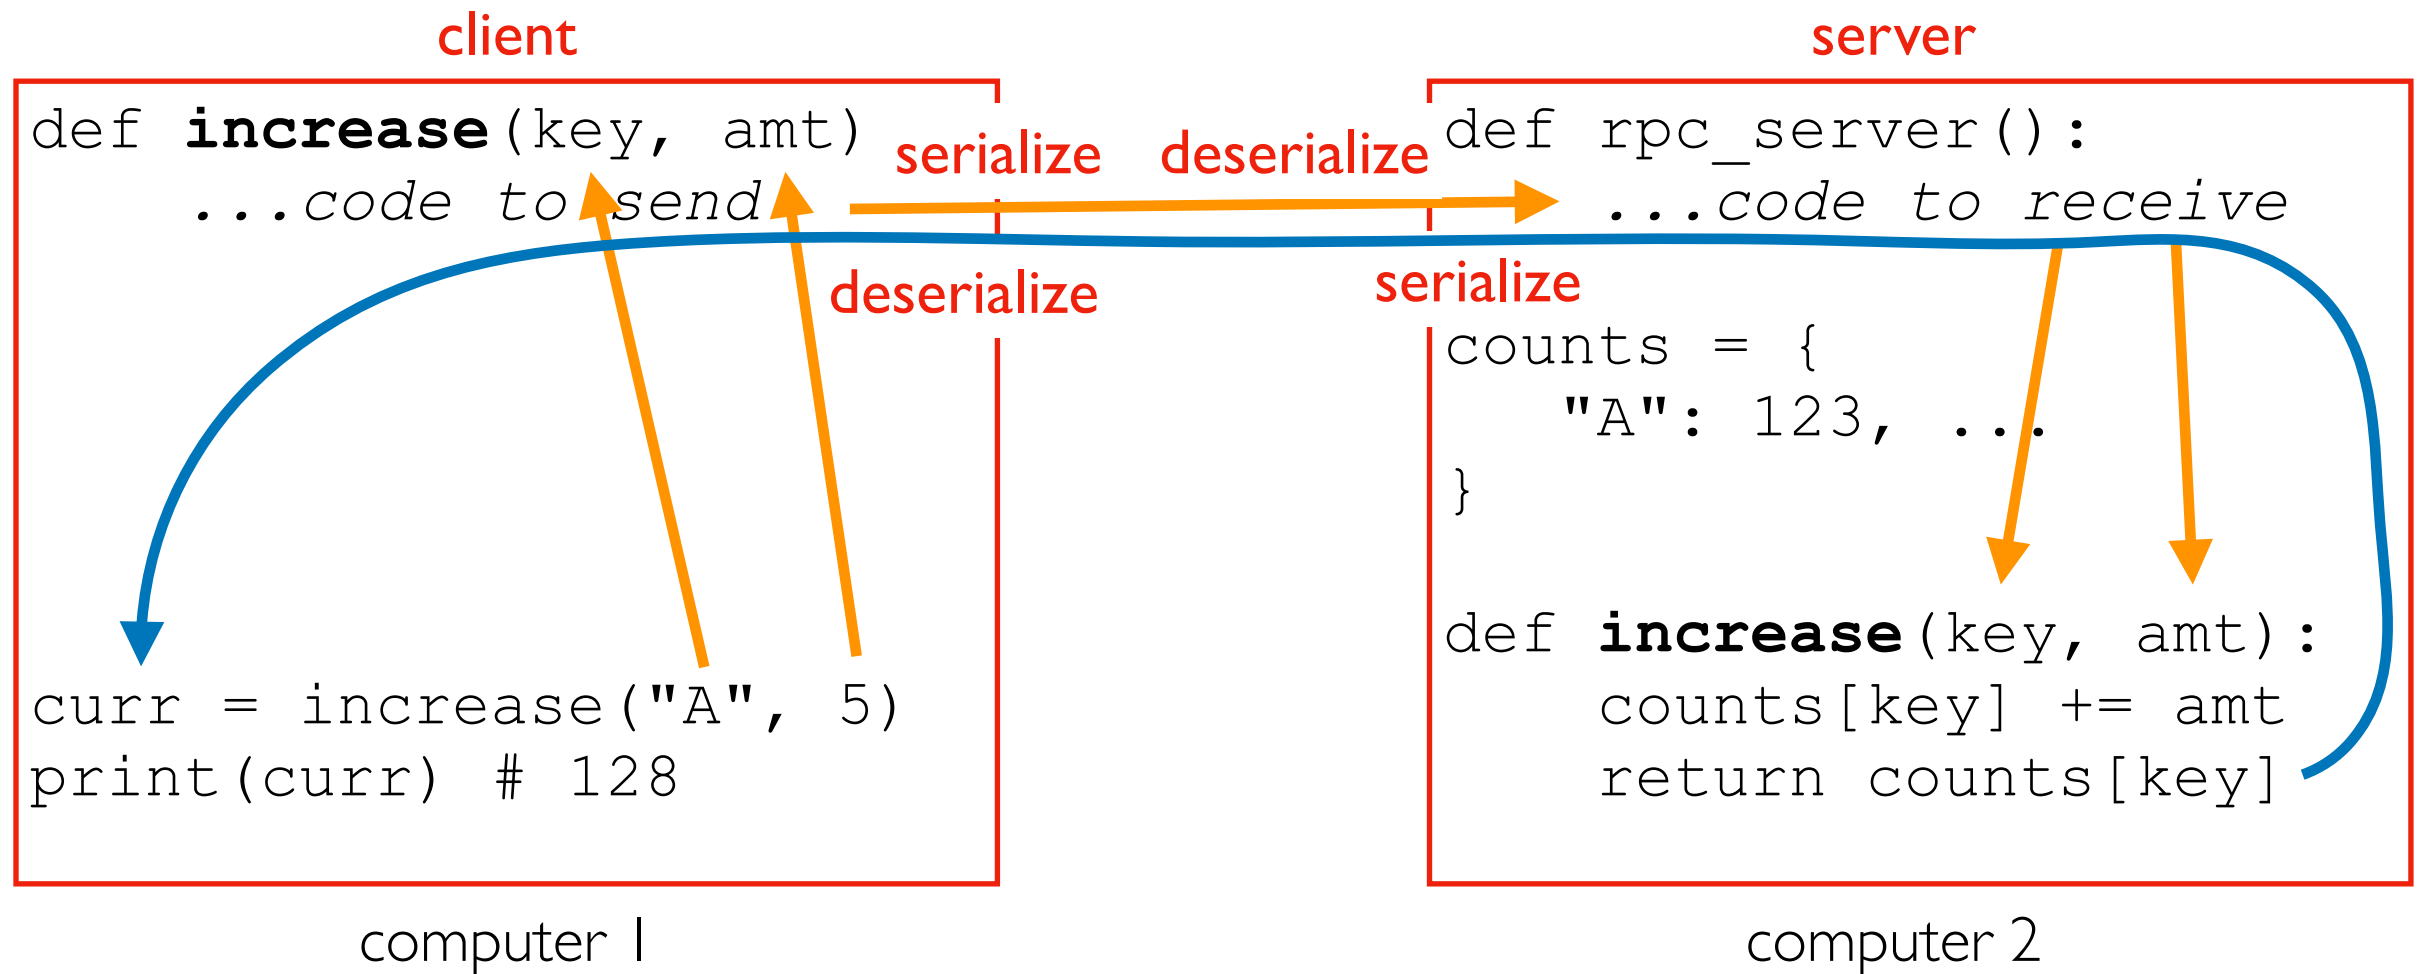 client
def increase(key, amt)
...code to send
serialize
deserialize
curr = increase("A", 5)
print(curr) # 128
computer 1
server
deserialize
def rpc_server():
...code to receive
serialize
counts = {
"A": 123, ...
}
def increase(key, amt):
counts[key] += amt
return counts[key]
computer 2